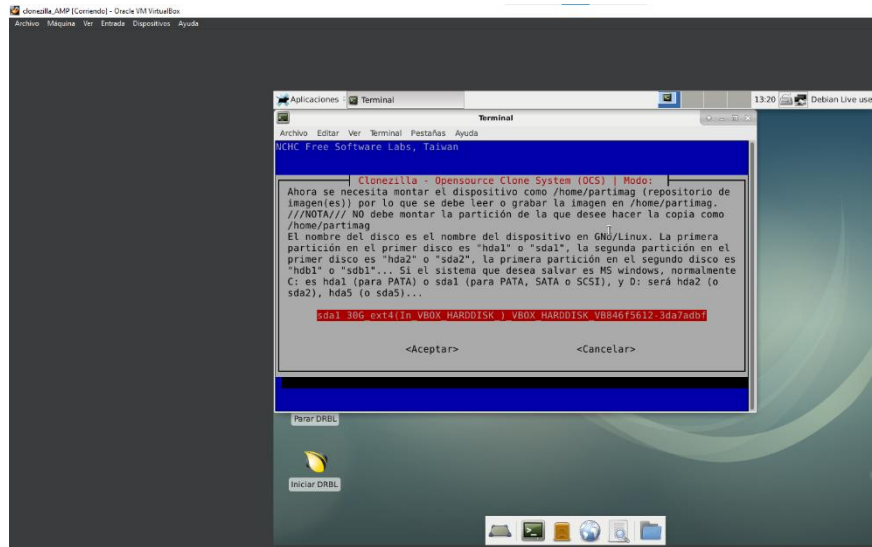 clonezilla_AMP [Corriendo] - Oracle VM VirtualBox
Archivo Máquina Ver Entrada Dispositivos Ayuda
Aplicaciones Terminal 13:20 Debian Live use
Terminal
Archivo Editar Ver Terminal Pestañas Ayuda
NCHC Free Software Labs, Taiwan
Clonezilla - Opensource Clone System (OCS) | Modo:
Ahora se necesita montar el dispositivo como /home/partimag (repositorio de
imagen(es)) por lo que se debe leer o grabar la imagen en /home/partimag.
///NOTA/// NO debe montar la partición de la que desee hacer la copia como
/home/partimag
El nombre del disco es el nombre del dispositivo en GNU/Linux. La primera
partición en el primer disco es "hda1" o "sda1", la segunda partición en el
primer disco es "hda2" o "sda2", la primera partición en el segundo disco es
"hdb1" o "sdb1"... Si el sistema que desea salvar es MS windows, normalmente
C: es hda1 (para PATA) o sda1 (para PATA, SATA o SCSI), y D: será hda2 (o
sda2), hda5 (o sda5)...
sda1_30G_ext4(In_VBOX_HARDDISK_)_VBOX_HARDDISK_VB846f5612-3da7adbf
<Aceptar> <Cancelar>
Parar DRBL
Iniciar DRBL